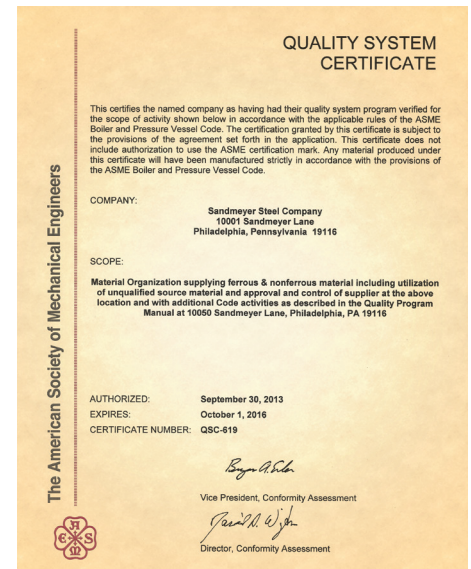 QUALITY SYSTEM
CERTIFICATE
This certifies the named company as having had their quality system program verified for
the scope of activity shown below in accordance with the applicable rules of the ASME
Boiler and Pressure Vessel Code. The certification granted by this certificate is subject to
the provisions of the agreement set forth in the application. This certificate does not
include authorization to use the ASME certification mark. Any material produced under
this certificate will have been manufactured strictly in accordance with the provisions of
the ASME Boiler and Pressure Vessel Code.
COMPANY:
Sandmeyer Steel Company
10001 Sandmeyer Lane
Philadelphia, Pennsylvania 19116
SCOPE:
Material Organization supplying ferrous & nonferrous material including utilization
of unqualified source material and approval and control of supplier at the above
location and with additional Code activities as described in the Quality Program
Manual at 10050 Sandmeyer Lane, Philadelphia, PA 19116
AUTHORIZED: September 30, 2013
EXPIRES: October 1, 2016
CERTIFICATE NUMBER: QSC-619
Vice President, Conformity Assessment
Director, Conformity Assessment
The American Society of Mechanical Engineers
ASME